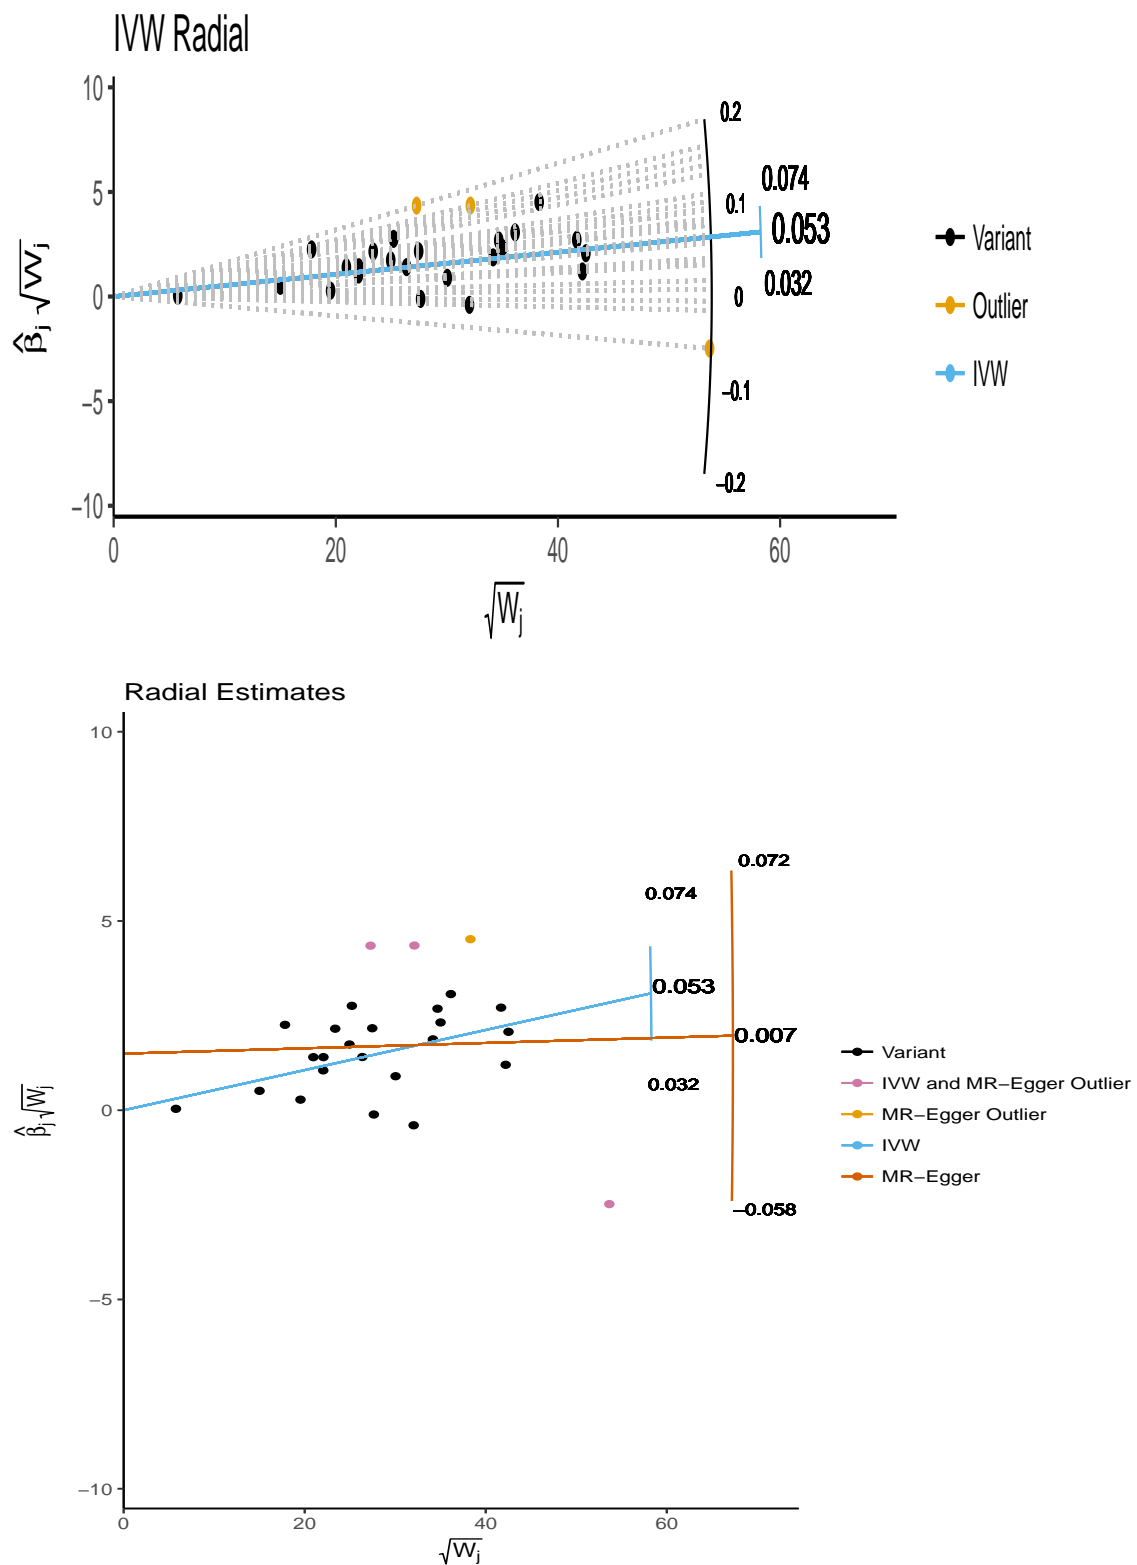 IVW Radial
10
5
0
−5
−10
0.2
0.1
0
−0.1
−0.2
0.074
0.053
0.032
Variant
Outlier
IVW
0 20 40 60
β̂j √Wj
√Wj
Radial Estimates
10
5
0
−5
−10
0.072
0.074
0.053
0.007
0.032
−0.058
Variant
IVW and MR−Egger Outlier
MR−Egger Outlier
IVW
MR−Egger
β̂j √Wj
0 20 40 60
√Wj